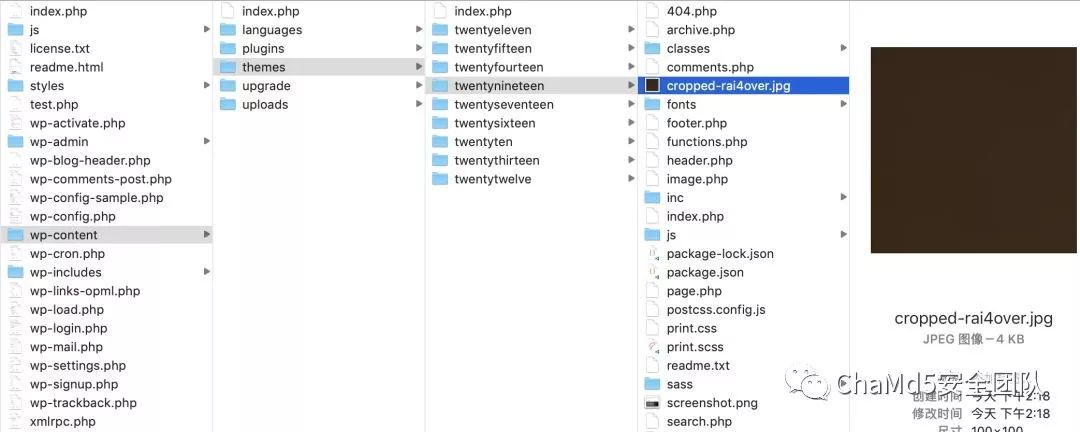 index.php
js
license.txt
readme.html
styles
test.php
wp-activate.php
wp-admin
wp-blog-header.php
wp-comments-post.php
wp-config-sample.php
wp-config.php
wp-content
wp-cron.php
wp-includes
wp-links-opml.php
wp-load.php
wp-login.php
wp-mail.php
wp-settings.php
wp-signup.php
wp-trackback.php
xmlrpc.php
index.php
languages
plugins
themes
upgrade
uploads
index.php
twentyeleven
twentyfifteen
twentyfourteen
twentynineteen
twentyseventeen
twentysixteen
twentyten
twentythirteen
twentytwelve
404.php
archive.php
classes
comments.php
cropped-rai4over.jpg
fonts
footer.php
functions.php
header.php
image.php
inc
index.php
js
package-lock.json
package.json
page.php
postcss.config.js
print.css
print.scss
readme.txt
sass
screenshot.png
search.php
cropped-rai4over.jpg
JPEG 图像 – 4 KB
ChaMd5安全团队
创建时间 今天 下午2:18
修改时间 今天 下午2:18
尺寸 100×100